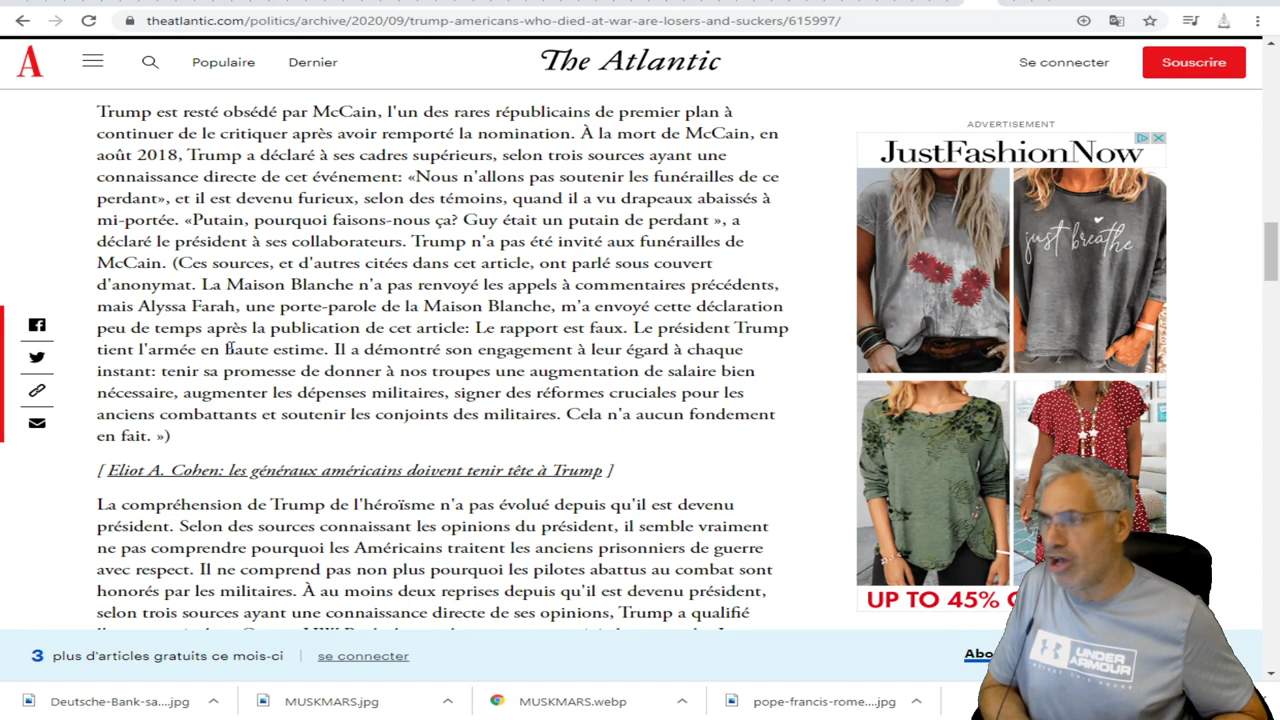 theatlantic.com/politics/archive/2020/09/trump-americans-who-died-at-war-are-losers-and-suckers/615997/
A
Populaire
Dernier
The Atlantic
Se connecter
Souscrire
Trump est resté obsédé par McCain, l'un des rares républicains de premier plan à
continuer de le critiquer après avoir remporté la nomination. À la mort de McCain, en
août 2018, Trump a déclaré à ses cadres supérieurs, selon trois sources ayant une
connaissance directe de cet événement: «Nous n'allons pas soutenir les funérailles de ce
perdant», et il est devenu furieux, selon des témoins, quand il a vu drapeaux abaissés à
mi-portée. «Putain, pourquoi faisons-nous ça? Guy était un putain de perdant », a
déclaré le président à ses collaborateurs. Trump n'a pas été invité aux funérailles de
McCain. (Ces sources, et d'autres citées dans cet article, ont parlé sous couvert
d'anonymat. La Maison Blanche n'a pas renvoyé les appels à commentaires précédents,
mais Alyssa Farah, une porte-parole de la Maison Blanche, m'a envoyé cette déclaration
peu de temps après la publication de cet article: Le rapport est faux. Le président Trump
tient l'armée en haute estime. Il a démontré son engagement à leur égard à chaque
instant: tenir sa promesse de donner à nos troupes une augmentation de salaire bien
nécessaire, augmenter les dépenses militaires, signer des réformes cruciales pour les
anciens combattants et soutenir les conjoints des militaires. Cela n'a aucun fondement
en fait. »)
[ Eliot A. Cohen: les généraux américains doivent tenir tête à Trump ]
La compréhension de Trump de l'héroïsme n'a pas évolué depuis qu'il est devenu
président. Selon des sources connaissant les opinions du président, il semble vraiment
ne pas comprendre pourquoi les Américains traitent les anciens prisonniers de guerre
avec respect. Il ne comprend pas non plus pourquoi les pilotes abattus au combat sont
honorés par les militaires. À au moins deux reprises depuis qu'il est devenu président,
selon trois sources ayant une connaissance directe de ses opinions, Trump a qualifié
ADVERTISEMENT
JustFashionNow
just breathe
UP TO 45%
UNDER ARMOUR
3 plus d'articles gratuits ce mois-ci
se connecter
Abo
Deutsche-Bank-sa....jpg
MUSKMARS.jpg
MUSKMARS.webp
pope-francis-rome....jpg